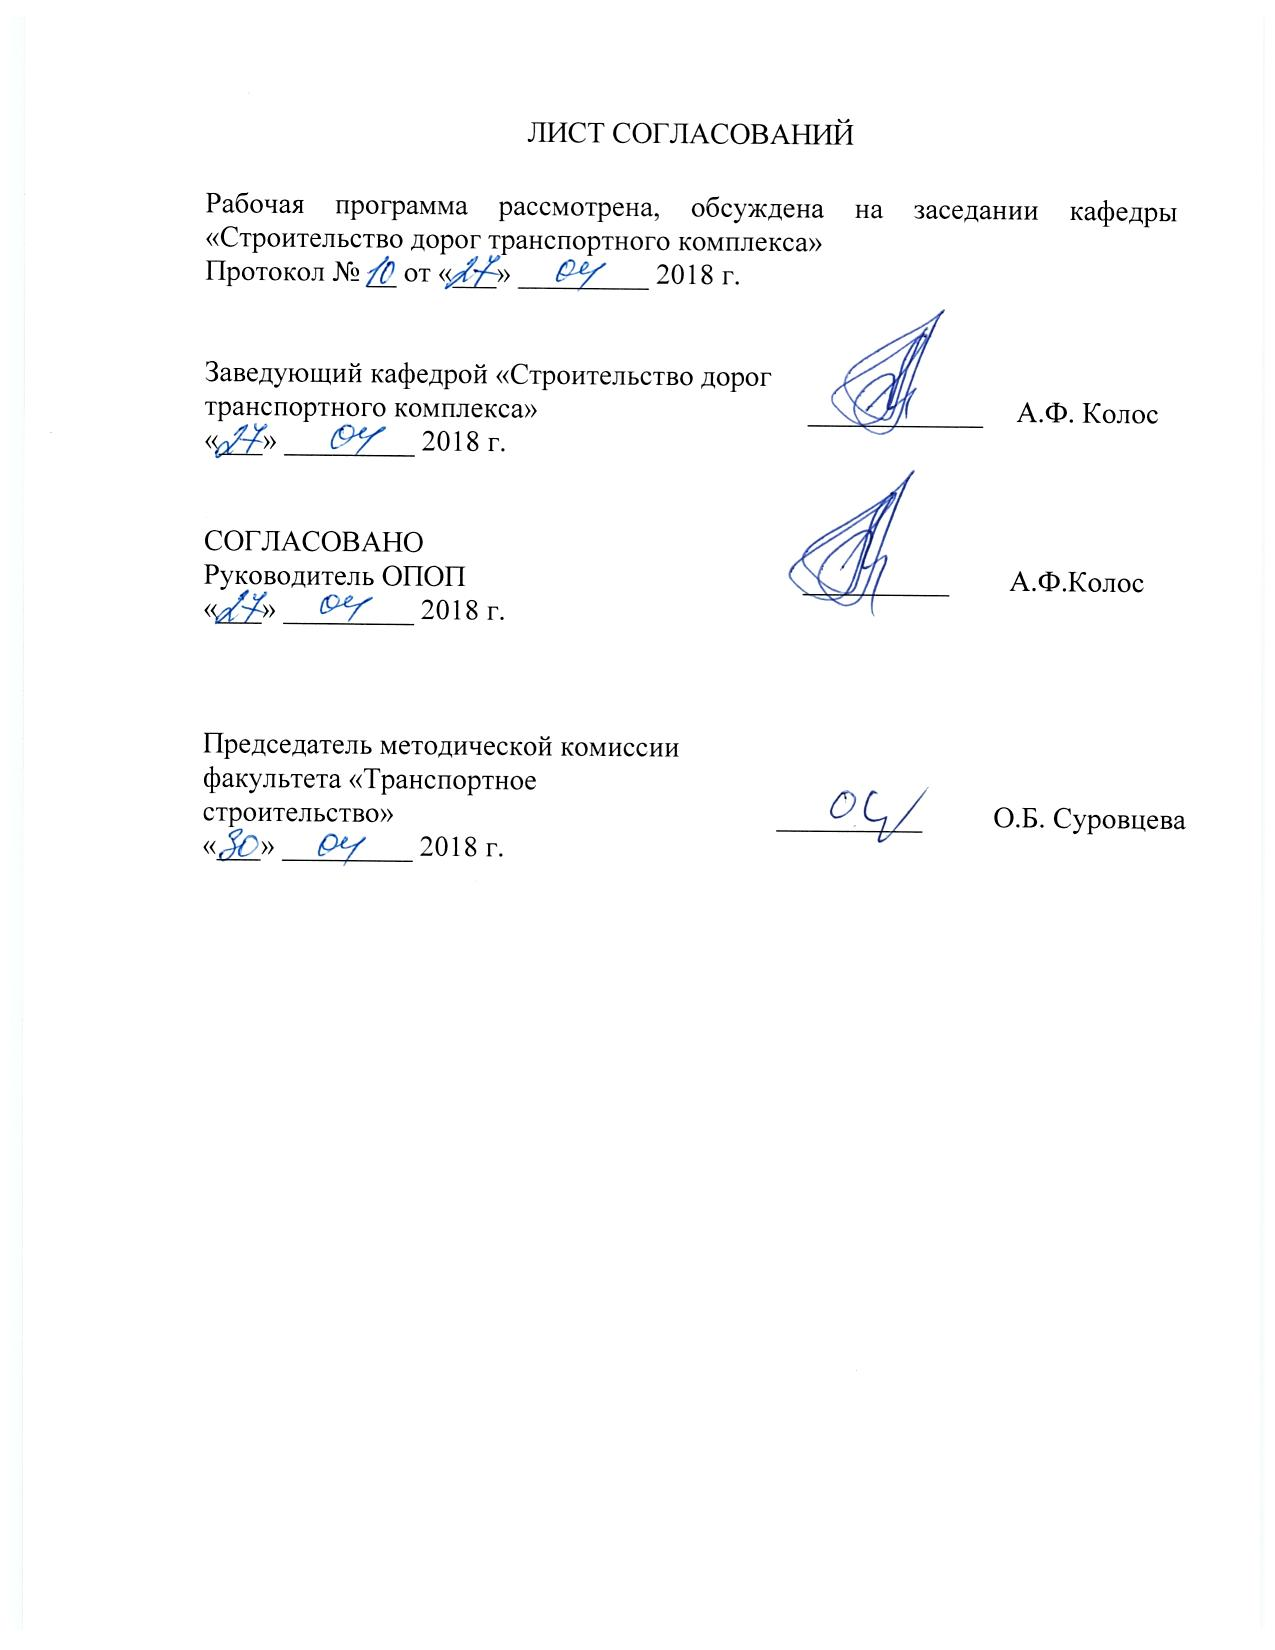 ЛИСТ СОГЛАСОВАНИЙ
Рабочая программа рассмотрена, обсуждена на заседании кафедры
«Строительство дорог транспортного комплекса»
Протокол № 10 от «27» 04 2018 г.
Заведующий кафедрой «Строительство дорог
транспортного комплекса» А.Ф. Колос
«27» 04 2018 г.
СОГЛАСОВАНО
Руководитель ОПОП А.Ф.Колос
«27» 04 2018 г.
Председатель методической комиссии
факультета «Транспортное
строительство» О.Б. Суровцева
«30» 04 2018 г.